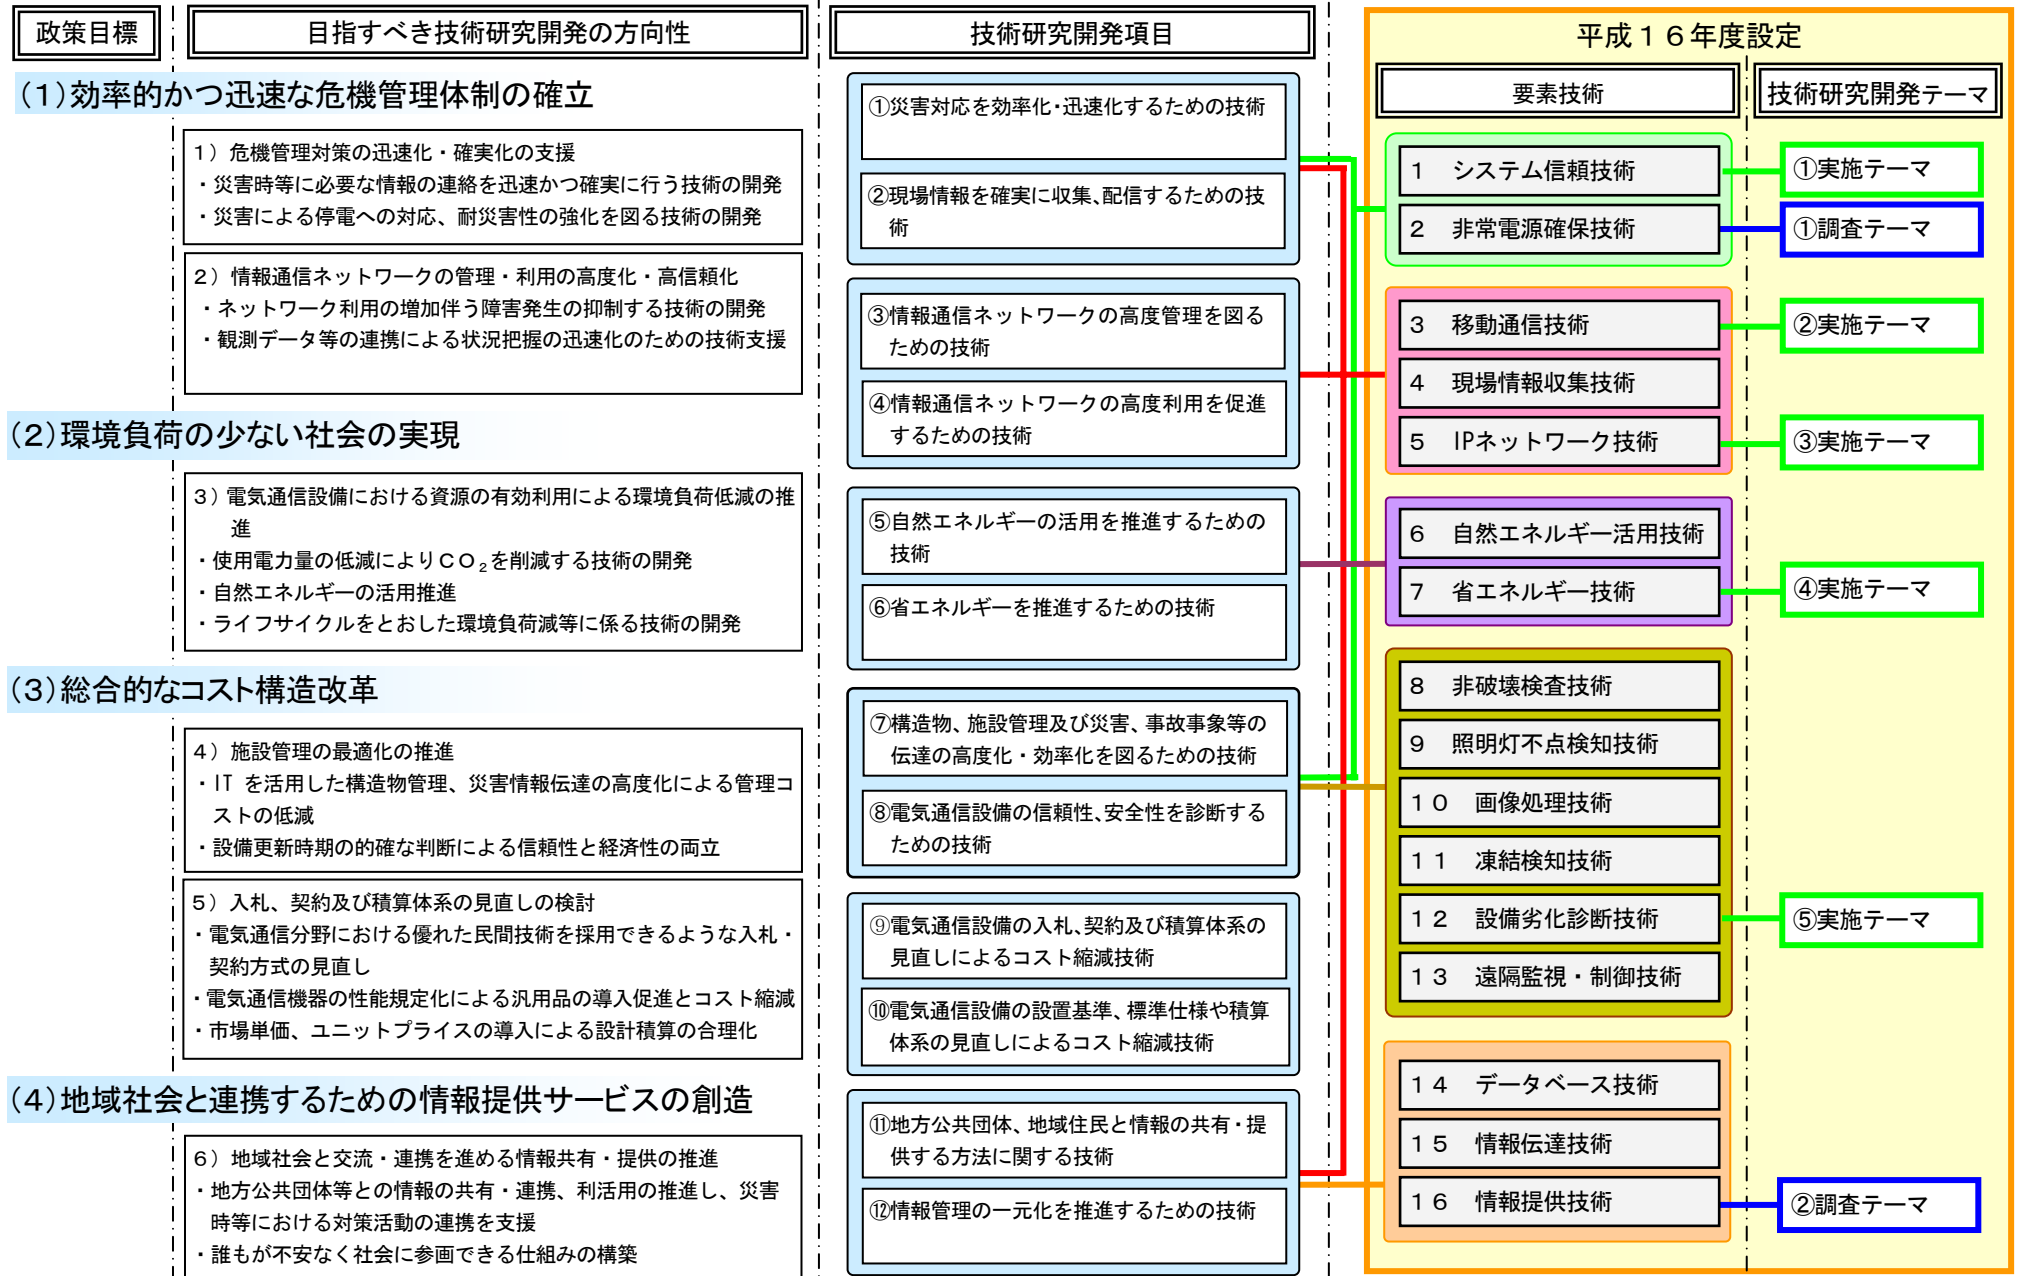 政策目標
目指すべき技術研究開発の方向性
技術研究開発項目
平成１６年度設定
要素技術
技術研究開発テーマ
（１）効率的かつ迅速な危機管理体制の確立
１）危機管理対策の迅速化・確実化の支援
・災害時等に必要な情報の連絡を迅速かつ確実に行う技術の開発
・災害による停電への対応、耐災害性の強化を図る技術の開発
２）情報通信ネットワークの管理・利用の高度化・高信頼化
・ネットワーク利用の増加伴う障害発生の抑制する技術の開発
・観測データ等の連携による状況把握の迅速化のための技術支援
（２）環境負荷の少ない社会の実現
３）電気通信設備における資源の有効利用による環境負荷低減の推
進
・使用電力量の低減によりＣＯ₂を削減する技術の開発
・自然エネルギーの活用推進
・ライフサイクルをとおした環境負荷減等に係る技術の開発
（３）総合的なコスト構造改革
４）施設管理の最適化の推進
・IT を活用した構造物管理、災害情報伝達の高度化による管理コ
ストの低減
・設備更新時期の的確な判断による信頼性と経済性の両立
５）入札、契約及び積算体系の見直しの検討
・電気通信分野における優れた民間技術を採用できるような入札・
契約方式の見直し
・電気通信機器の性能規定化による汎用品の導入促進とコスト縮減
・市場単価、ユニットプライスの導入による設計積算の合理化
（４）地域社会と連携するための情報提供サービスの創造
６）地域社会と交流・連携を進める情報共有・提供の推進
・地方公共団体等との情報の共有・連携、利活用の推進し、災害
時等における対策活動の連携を支援
・誰もが不安なく社会に参画できる仕組みの構築
①災害対応を効率化・迅速化するための技術
②現場情報を確実に収集、配信するための技
術
③情報通信ネットワークの高度管理を図る
ための技術
④情報通信ネットワークの高度利用を促進
するための技術
⑤自然エネルギーの活用を推進するための
技術
⑥省エネルギーを推進するための技術
⑦構造物、施設管理及び災害、事故事象等の
伝達の高度化・効率化を図るための技術
⑧電気通信設備の信頼性、安全性を診断する
ための技術
⑨電気通信設備の入札、契約及び積算体系の
見直しによるコスト縮減技術
⑩電気通信設備の設置基準、標準仕様や積算
体系の見直しによるコスト縮減技術
⑪地方公共団体、地域住民と情報の共有・提
供する方法に関する技術
⑫情報管理の一元化を推進するための技術
１　システム信頼技術
２　非常電源確保技術
３　移動通信技術
４　現場情報収集技術
５　IPネットワーク技術
６　自然エネルギー活用技術
７　省エネルギー技術
８　非破壊検査技術
９　照明灯不点検知技術
１０　画像処理技術
１１　凍結検知技術
１２　設備劣化診断技術
１３　遠隔監視・制御技術
１４　データベース技術
１５　情報伝達技術
１６　情報提供技術
①実施テーマ
①調査テーマ
②実施テーマ
③実施テーマ
④実施テーマ
⑤実施テーマ
②調査テーマ